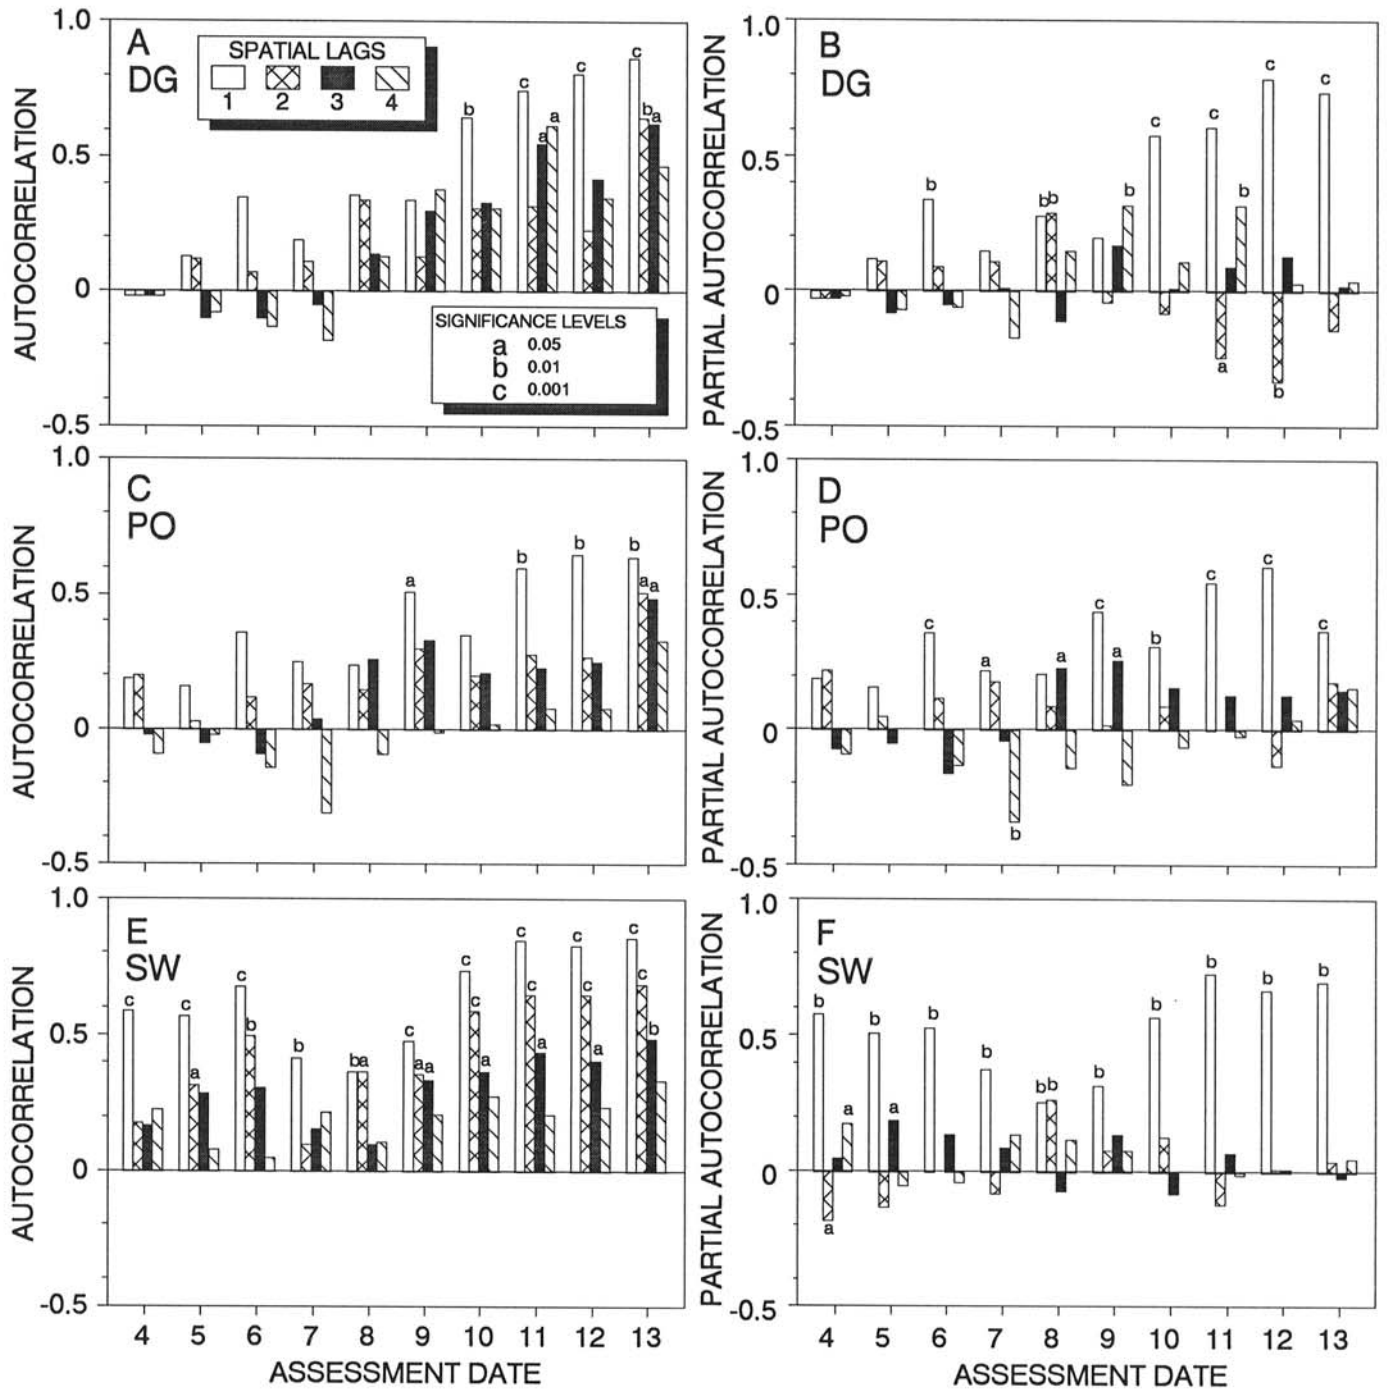 1.0
A
DG
SPATIAL LAGS
1 2 3 4
c
c
c
b
b a
a a
0.5
0
-0.5
AUTOCORRELATION
SIGNIFICANCE LEVELS
a 0.05
b 0.01
c 0.001
1.0
B
DG
c
c
c
c
b
b b
b
b
a
b
0.5
0
-0.5
PARTIAL AUTOCORRELATION
1.0
C
PO
a
b
b
b
a a
0.5
0
-0.5
AUTOCORRELATION
1.0
D
PO
c
a
b
a
c
a
b
c
c
c
0.5
0
-0.5
PARTIAL AUTOCORRELATION
1.0
E
SW
c
c
a
c
b
b
b a
c
a a
c
c
a
c
c
a
c
c
a
c
c
b
0.5
0
-0.5
AUTOCORRELATION
4 5 6 7 8 9 10 11 12 13
ASSESSMENT DATE
1.0
F
SW
b
a
a
b
a
b
b
b b
b
b
b
b
b
0.5
0
-0.5
PARTIAL AUTOCORRELATION
4 5 6 7 8 9 10 11 12 13
ASSESSMENT DATE